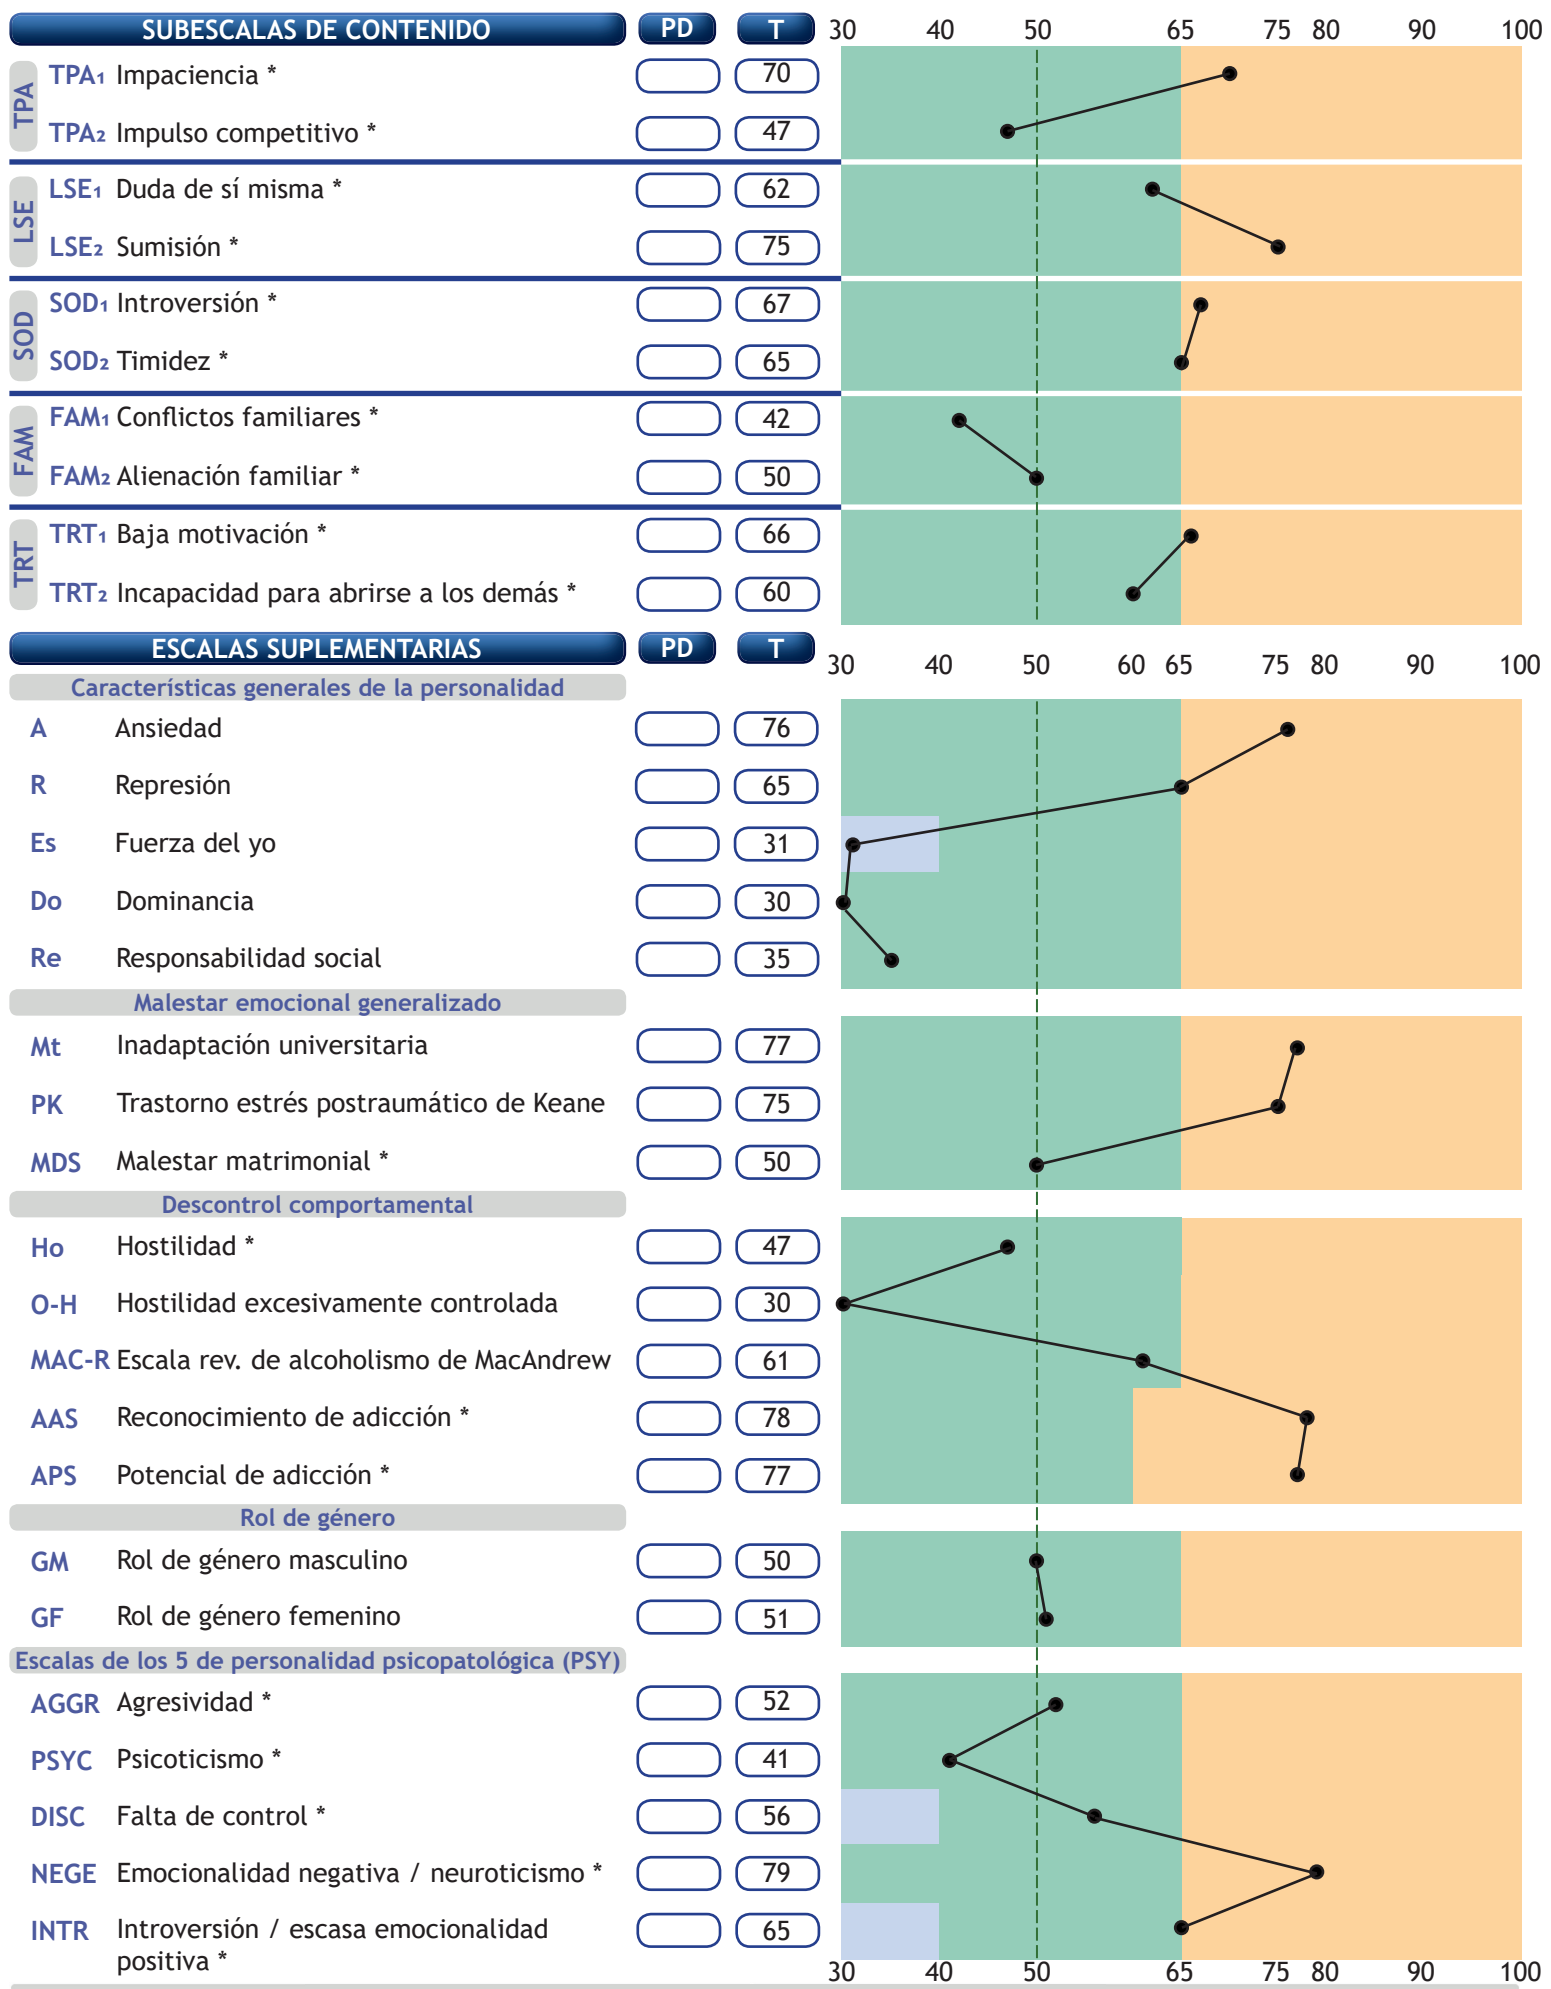 SUBESCALAS DE CONTENIDO PD T 30 40 50 65 75 80 90 100
TPA
TPA1 Impaciencia * 70
TPA2 Impulso competitivo * 47
LSE
LSE1 Duda de sí misma * 62
LSE2 Sumisión * 75
SOD
SOD1 Introversión * 67
SOD2 Timidez * 65
FAM
FAM1 Conflictos familiares * 42
FAM2 Alienación familiar * 50
TRT
TRT1 Baja motivación * 66
TRT2 Incapacidad para abrirse a los demás * 60
ESCALAS SUPLEMENTARIAS PD T 30 40 50 60 65 75 80 90 100
Características generales de la personalidad
A Ansiedad 76
R Represión 65
Es Fuerza del yo 31
Do Dominancia 30
Re Responsabilidad social 35
Malestar emocional generalizado
Mt Inadaptación universitaria 77
PK Trastorno estrés postraumático de Keane 75
MDS Malestar matrimonial * 50
Descontrol comportamental
Ho Hostilidad * 47
O-H Hostilidad excesivamente controlada 30
MAC-R Escala rev. de alcoholismo de MacAndrew 61
AAS Reconocimiento de adicción * 78
APS Potencial de adicción * 77
Rol de género
GM Rol de género masculino 50
GF Rol de género femenino 51
Escalas de los 5 de personalidad psicopatológica (PSY)
AGGR Agresividad * 52
PSYC Psicoticismo * 41
DISC Falta de control * 56
NEGE Emocionalidad negativa / neuroticismo * 79
INTR Introversión / escasa emocionalidad 65
positiva *
30 40 50 65 75 80 90 100